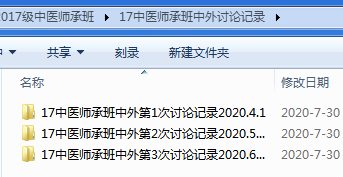 2017级中医师承班 ▸ 17中医师承班中外讨论记录 ▸
共享 ▼ 刻录 新建文件夹
名称 修改日期
17中医师承班中外第1次讨论记录2020.4.1 2020-7-30
17中医师承班中外第2次讨论记录2020.5... 2020-7-30
17中医师承班中外第3次讨论记录2020.6... 2020-7-30